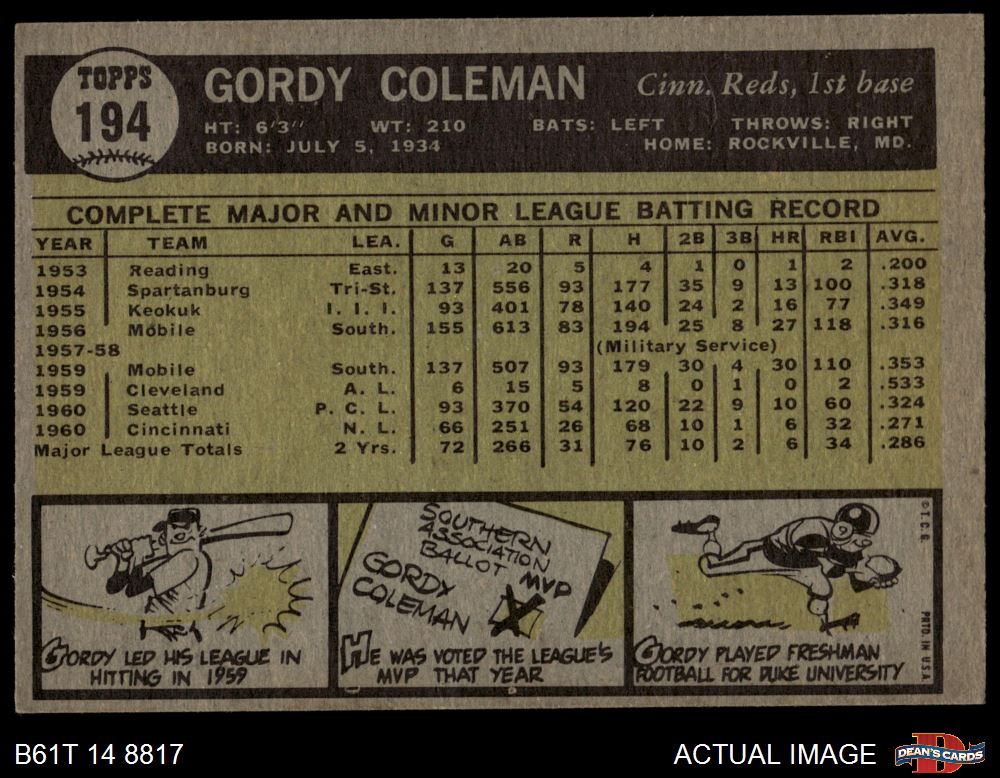 TOPPS
194
GORDY COLEMAN
Cinn. Reds, 1st base
HT: 6'3" WT: 210 BATS: LEFT THROWS: RIGHT
BORN: JULY 5, 1934 HOME: ROCKVILLE, MD.
COMPLETE MAJOR AND MINOR LEAGUE BATTING RECORD
YEAR TEAM LEA. G AB R H 2B 3B HR RBI AVG.
1953 Reading East. 13 20 5 4 1 0 1 2 .200
1954 Spartanburg Tri-St. 137 556 93 177 35 9 13 100 .318
1955 Keokuk I. I. I. 93 401 78 140 24 2 16 77 .349
1956 Mobile South. 155 613 83 194 25 8 27 118 .316
1957-58 (Military Service)
1959 Mobile South. 137 507 93 179 30 4 30 110 .353
1959 Cleveland A. L. 6 15 5 8 0 1 0 2 .533
1960 Seattle P. C. L. 93 370 54 120 22 9 10 60 .324
1960 Cincinnati N. L. 66 251 26 68 10 1 6 32 .271
Major League Totals 2 Yrs. 72 266 31 76 10 2 6 34 .286
GORDY LED HIS LEAGUE IN
HITTING IN 1959
SOUTHERN
ASSOCIATION
BALLOT
MVP
GORDY
COLEMAN
HE WAS VOTED THE LEAGUE'S
MVP THAT YEAR
GORDY PLAYED FRESHMAN
FOOTBALL FOR DUKE UNIVERSITY
© T. C. G. PRTD. IN U.S.A.
B61T 14 8817
ACTUAL IMAGE
D
DEAN'S CARDS